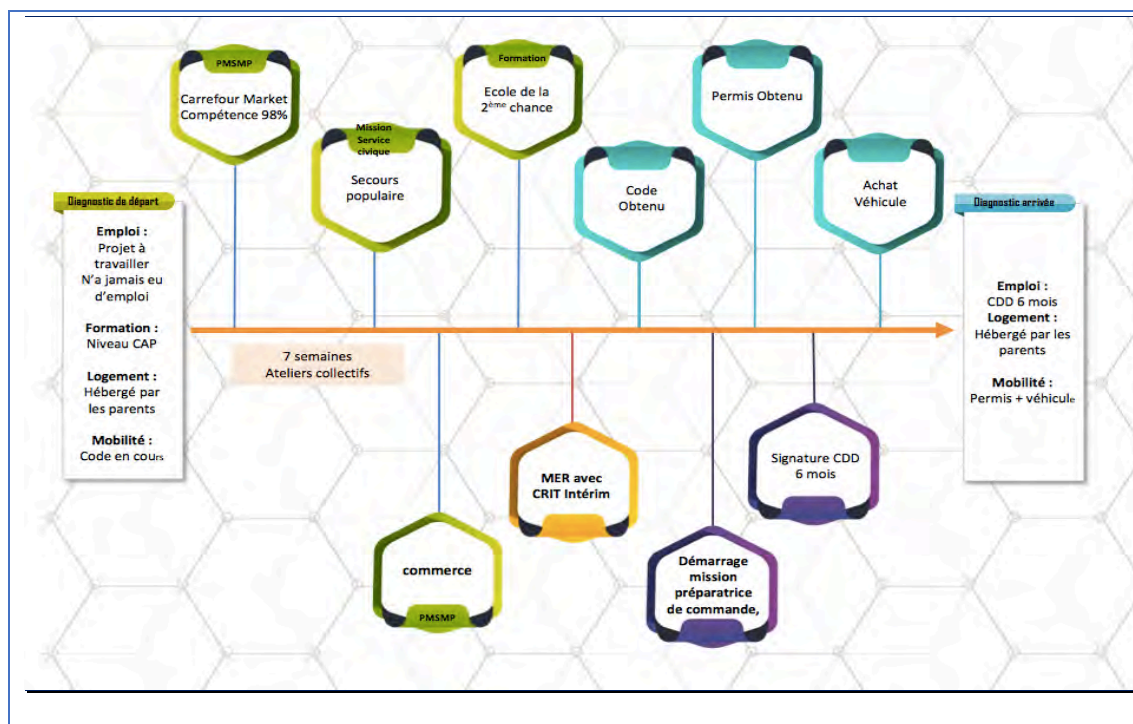 PMSMP
Carrefour Market
Compétence 98%
Mission
Service
civique
Secours
populaire
Formation
Ecole de la
2ème chance
Code
Obtenu
Permis Obtenu
Achat
Véhicule
Diagnostic de départ
Emploi :
Projet à
travailler
N'a jamais eu
d'emploi
Formation :
Niveau CAP
Logement :
Hébergé par
les parents
Mobilité :
Code en cours
7 semaines
Ateliers collectifs
commerce
PMSMP
MER avec
CRIT Intérim
Démarrage
mission
préparatrice
de commande,
Signature CDD
6 mois
Diagnostic arrivée
Emploi :
CDD 6 mois
Logement :
Hébergé par les
parents
Mobilité :
Permis + véhicule